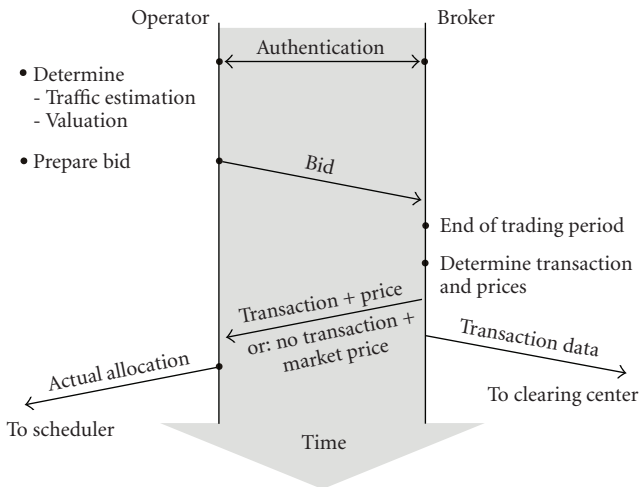 Operator
Broker
Authentication
• Determine
- Traffic estimation
- Valuation
• Prepare bid
Bid
End of trading period
Determine transaction
and prices
Transaction + price
or: no transaction +
market price
Transaction data
To clearing center
Actual allocation
To scheduler
Time